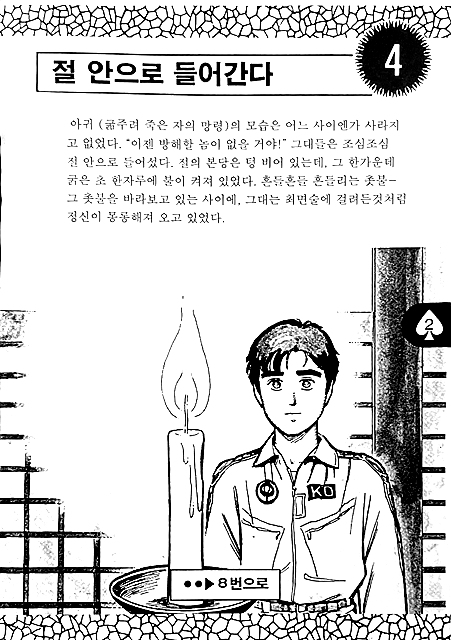 4
절 안으로 들어간다
아귀 (굶주려 죽은 자의 망령)의 모습은 어느 사이엔가 사라지
고 없었다. “이젠 방해할 놈이 없을 거야!” 그대들은 조심조심
절 안으로 들어섰다. 절의 본당은 텅 비어 있는데, 그 한가운데
굵은 초 한자루에 불이 켜져 있었다. 흔들흔들 흔들리는 촛불–
그 촛불을 바라보고 있는 사이에, 그대는 최면술에 걸려든것처럼
정신이 몽롱해져 오고 있었다.
2
KD
••▶8번으로